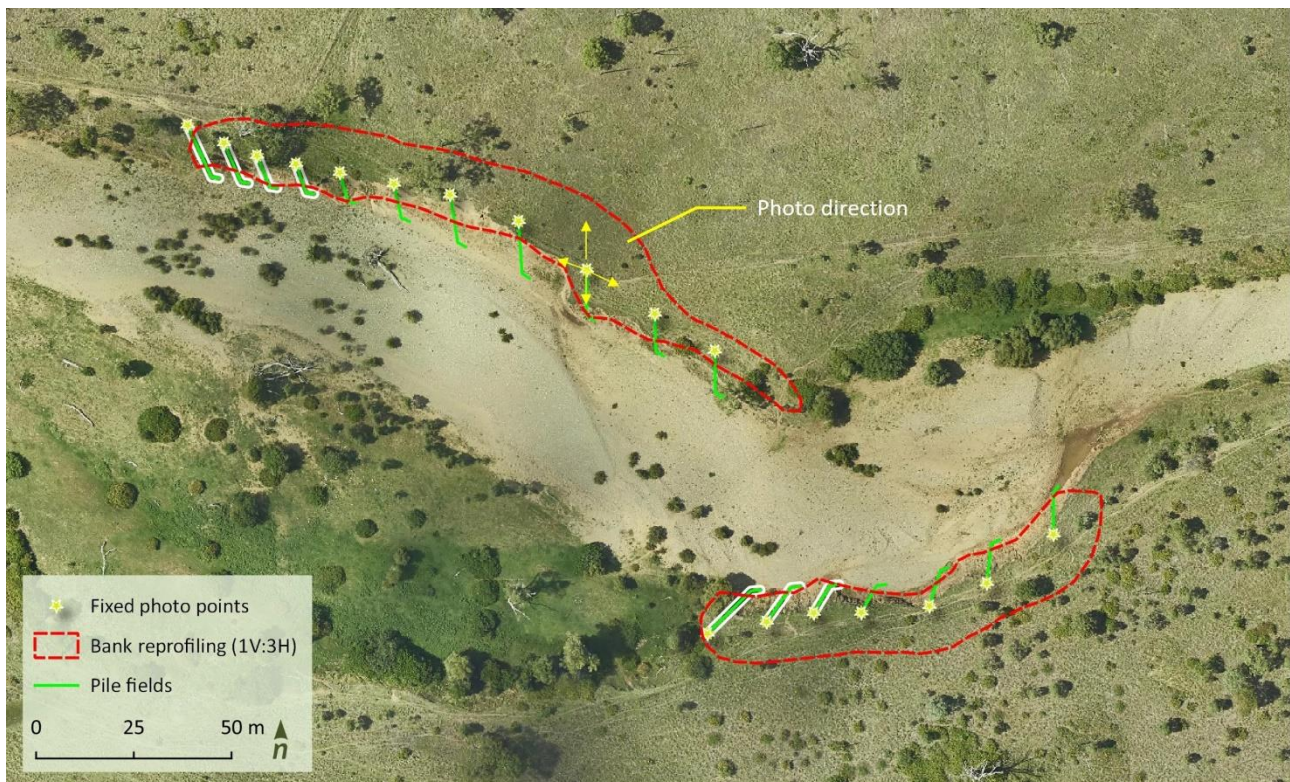 Photo direction
Fixed photo points
Bank reprofiling (1V:3H)
Pile fields
0 25 50 m
n